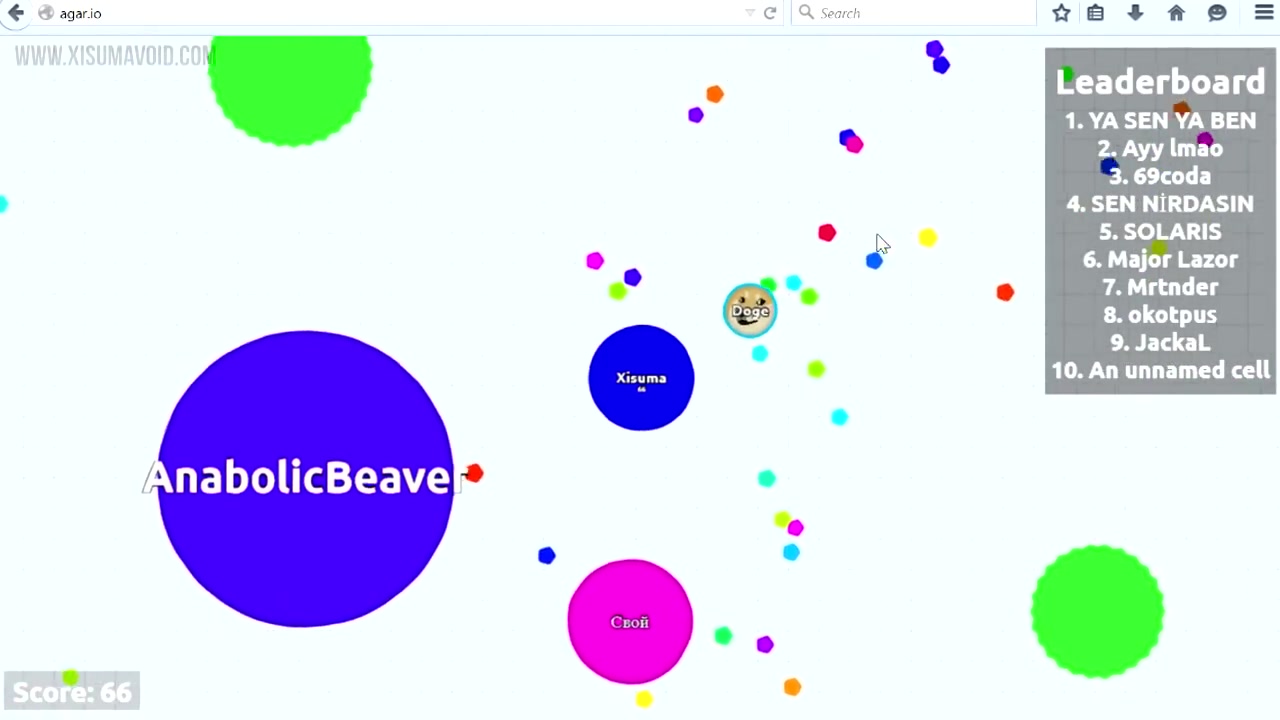 agar.io
Search
WWW.XISUMAVOID.COM
Leaderboard
1. YA SEN YA BEN
2. Ayy lmao
3. 69coda
4. SEN NİRDASIN
5. SOLARIS
6. Major Lazor
7. Mrtnder
8. okotpus
9. JackaL
10. An unnamed cell
Doge
Xisuma
66
AnabolicBeaver
Свой
Score: 66